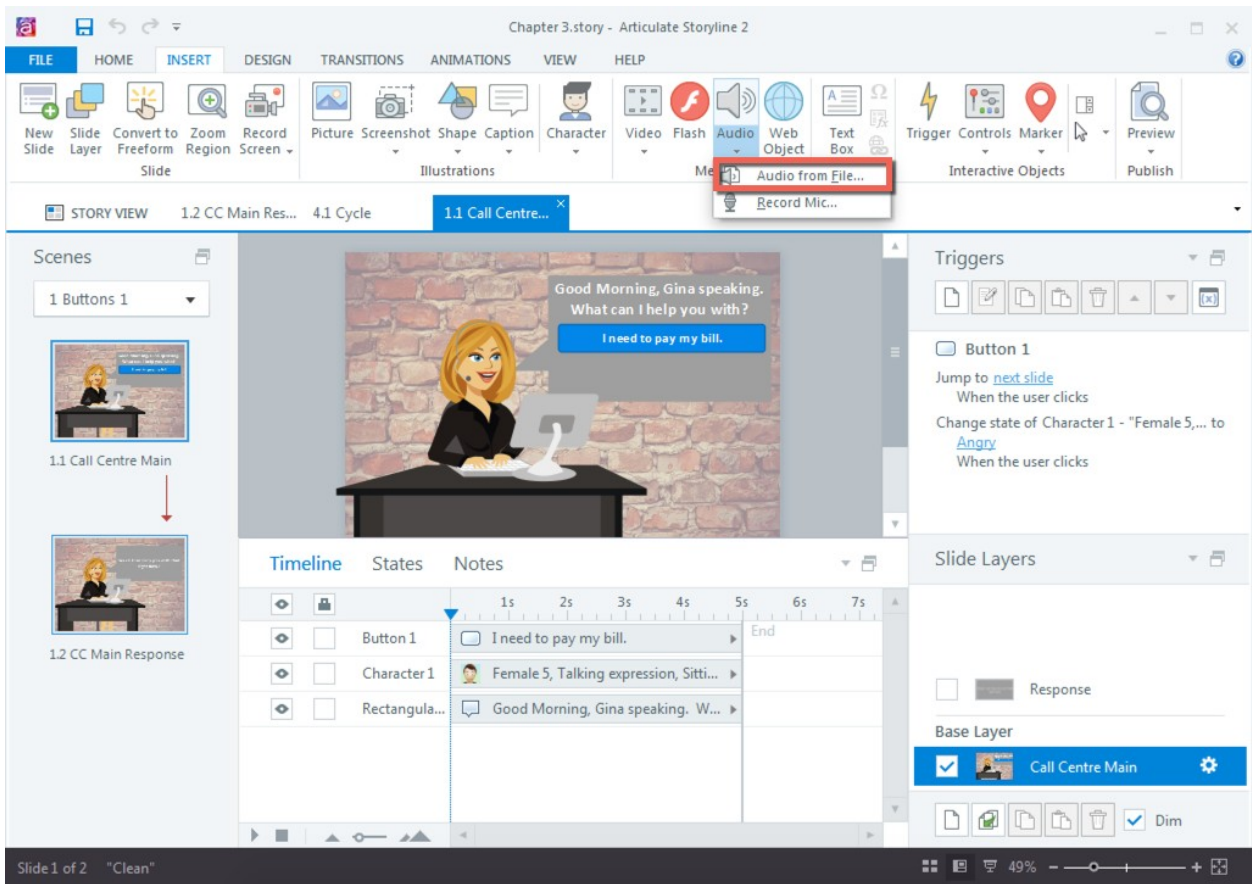 Chapter 3.story - Articulate Storyline 2
FILE HOME INSERT DESIGN TRANSITIONS ANIMATIONS VIEW HELP
New Slide
Slide Layer
Convert to Freeform
Zoom Region
Record Screen
Picture
Screenshot
Shape
Caption
Character
Video
Flash
Audio
Web Object
Text Box
Trigger
Controls
Marker
Preview
Slide
Illustrations
Me
Interactive Objects
Publish
Audio from File...
Record Mic...
STORY VIEW 1.2 CC Main Res... 4.1 Cycle 1.1 Call Centre...
Scenes
1 Buttons 1
1.1 Call Centre Main
1.2 CC Main Response
Good Morning, Gina speaking.
What can I help you with?
I need to pay my bill.
Triggers
Button 1
Jump to next slide
When the user clicks
Change state of Character 1 - "Female 5,... to
Angry
When the user clicks
Timeline States Notes
1s 2s 3s 4s 5s 6s 7s
End
Button 1 I need to pay my bill.
Character 1 Female 5, Talking expression, Sitti...
Rectangula... Good Morning, Gina speaking. W...
Slide Layers
Response
Base Layer
Call Centre Main
Dim
Slide 1 of 2 "Clean" 49%